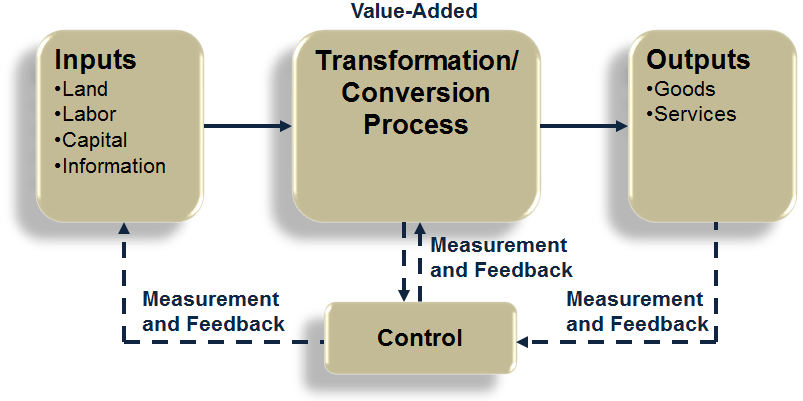 Value-Added
Inputs
•Land
•Labor
•Capital
•Information
Transformation/
Conversion
Process
Outputs
•Goods
•Services
Measurement
and Feedback
Measurement
and Feedback
Measurement
and Feedback
Control